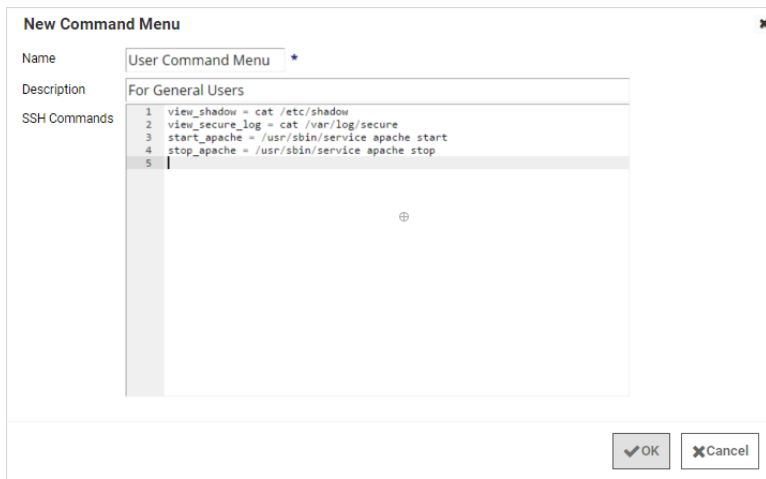 New Command Menu
Name User Command Menu *
Description For General Users
SSH Commands
1 view_shadow = cat /etc/shadow
2 view_secure_log = cat /var/log/secure
3 start_apache = /usr/sbin/service apache start
4 stop_apache = /usr/sbin/service apache stop
5
OK Cancel